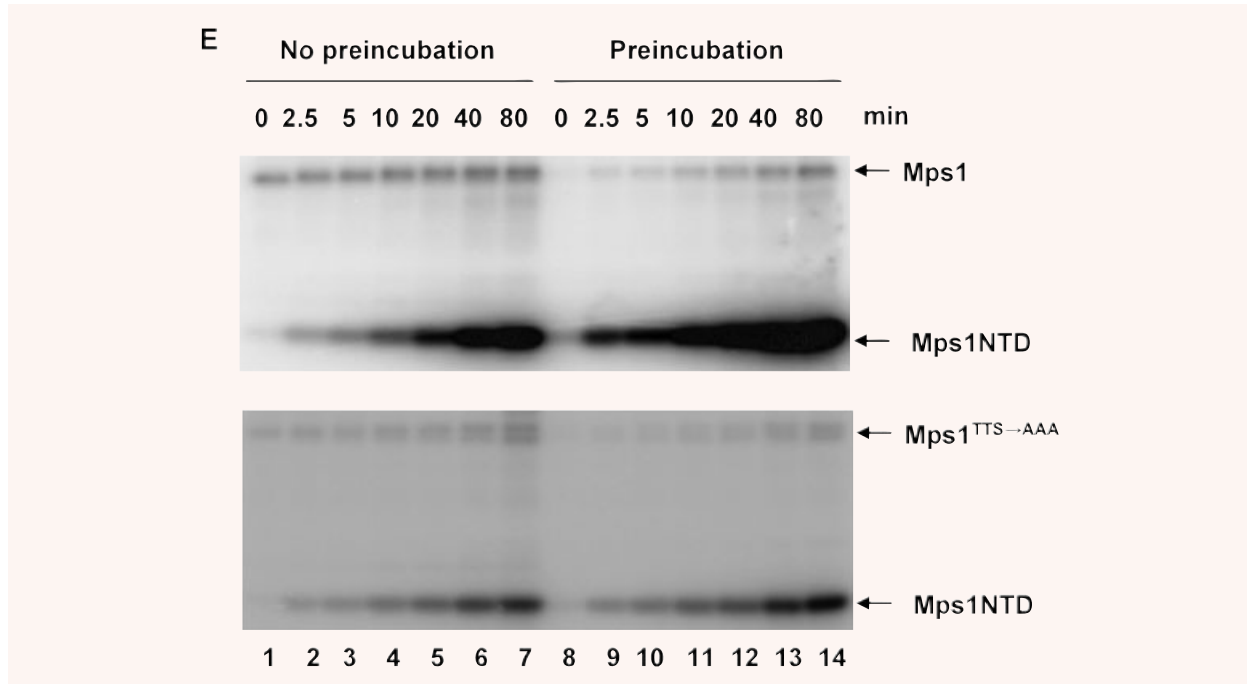 E
No preincubation Preincubation
0 2.5 5 10 20 40 80 0 2.5 5 10 20 40 80 min
Mps1
Mps1NTD
Mps1TTS→AAA
Mps1NTD
1 2 3 4 5 6 7 8 9 10 11 12 13 14